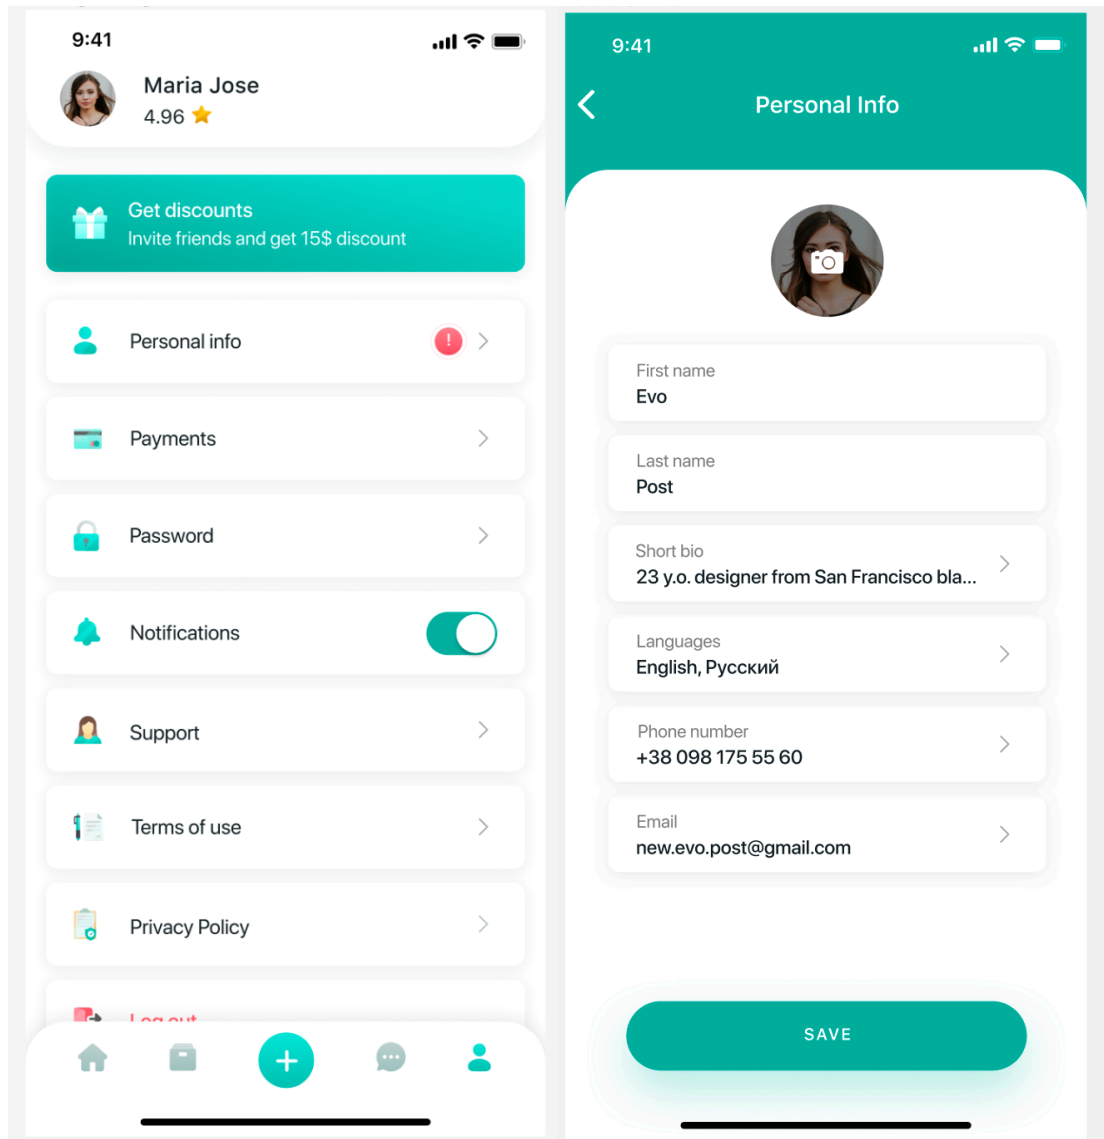 9:41
Maria Jose
4.96
Get discounts
Invite friends and get 15$ discount
Personal info
!
Payments
Password
Notifications
Support
Terms of use
Privacy Policy
Log out
9:41
Personal Info
First name
Evo
Last name
Post
Short bio
23 y.o. designer from San Francisco bla...
Languages
English, Русский
Phone number
+38 098 175 55 60
Email
new.evo.post@gmail.com
SAVE